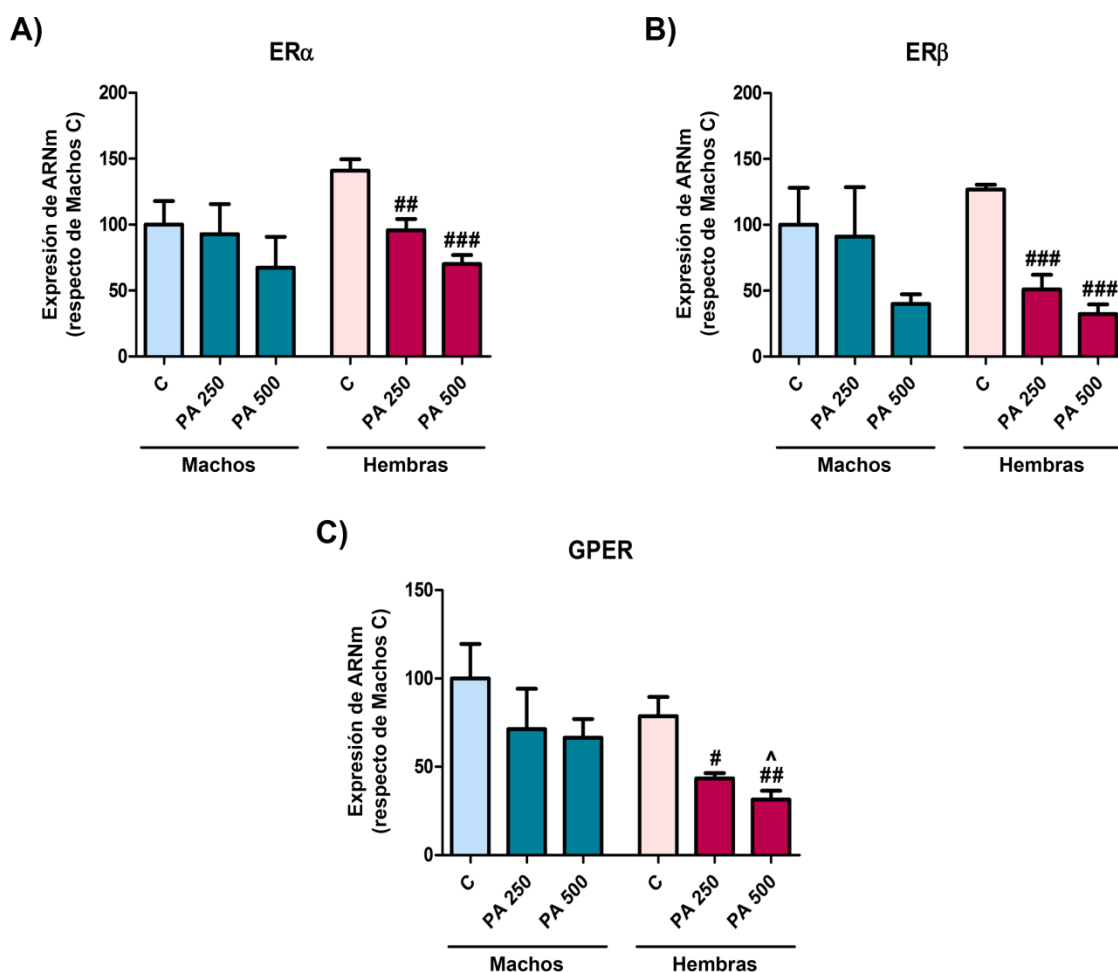 A)
ERα
Expresión de ARNm
(respecto de Machos C)
200
150
100
50
0
##
###
C
PA 250
PA 500
C
PA 250
PA 500
Machos
Hembras
B)
ERβ
Expresión de ARNm
(respecto de Machos C)
200
150
100
50
0
###
###
C
PA 250
PA 500
C
PA 250
PA 500
Machos
Hembras
C)
GPER
Expresión de ARNm
(respecto de Machos C)
150
100
50
0
#
^
##
C
PA 250
PA 500
C
PA 250
PA 500
Machos
Hembras